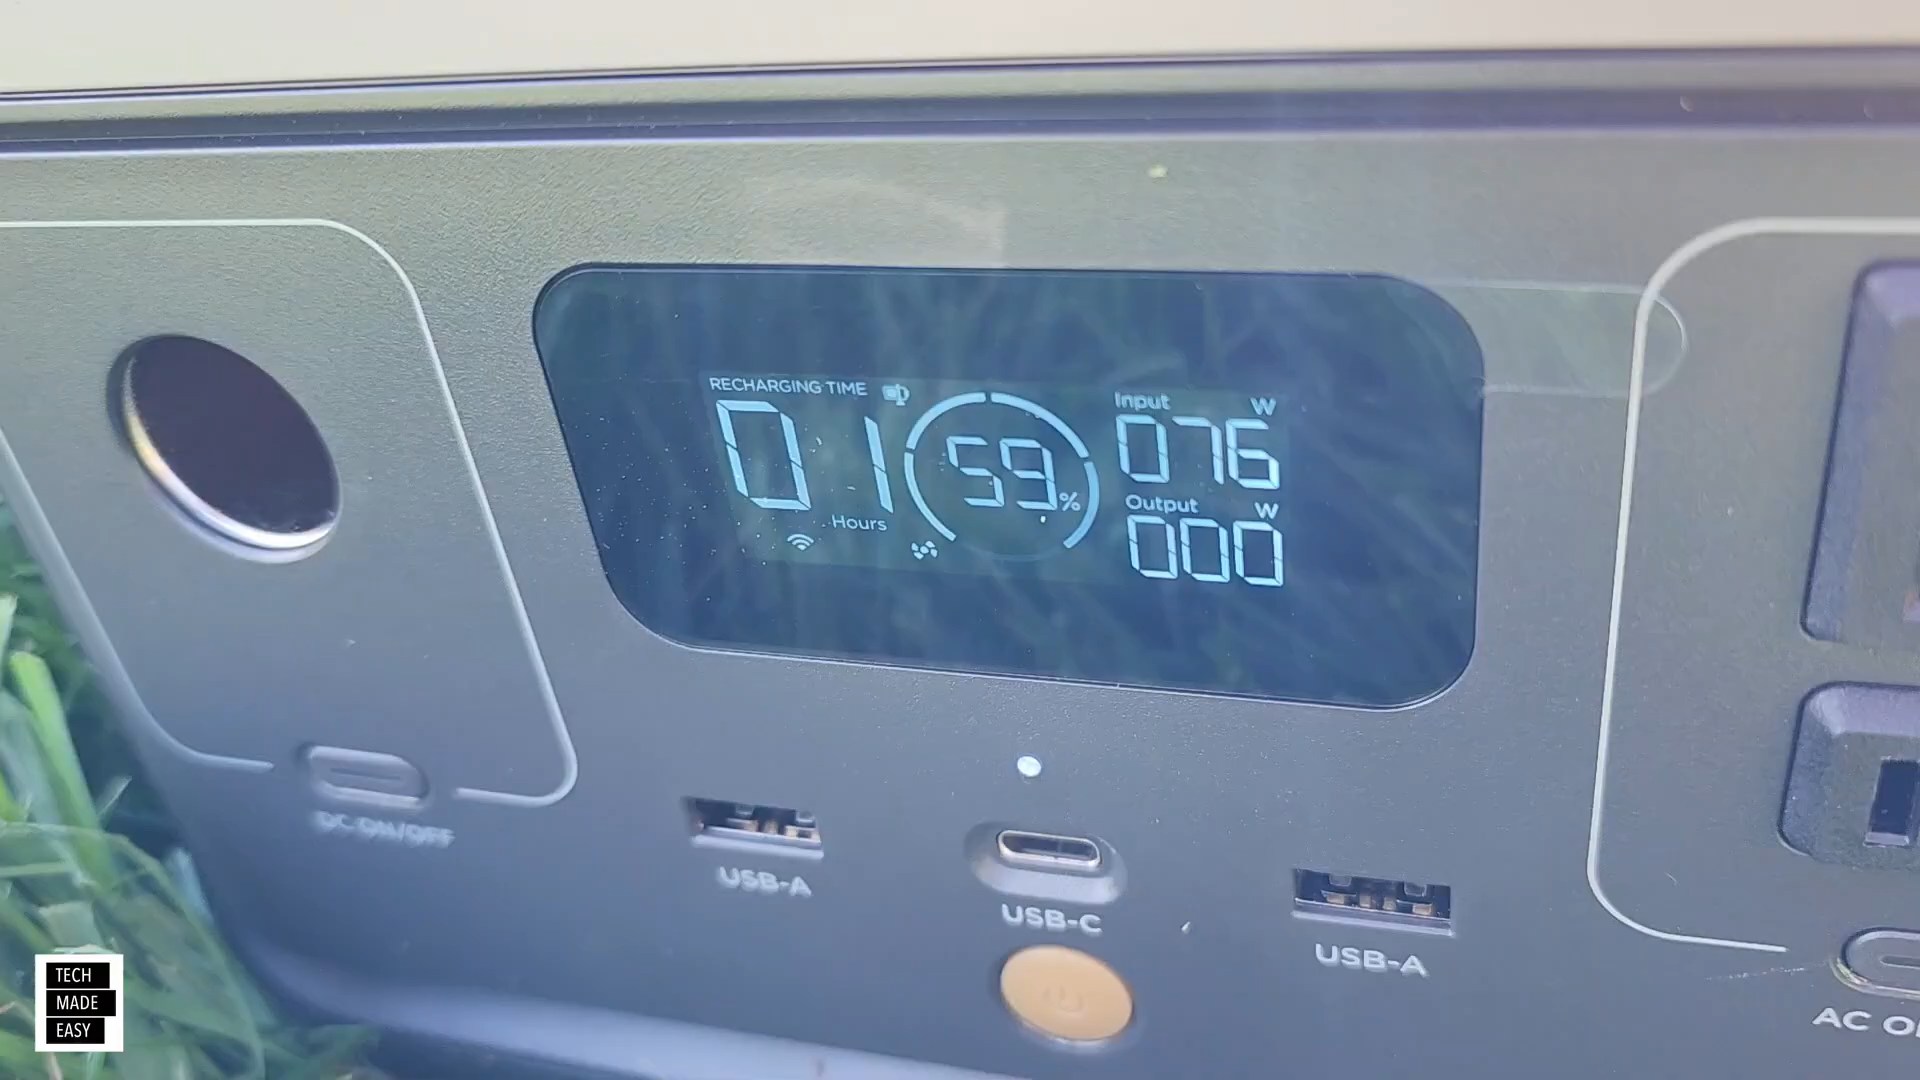 RECHARGING TIME
01
Hours
59%
Input W
076
Output W
000
DC ON/OFF
USB-A
USB-C
USB-A
AC
TECH
MADE
EASY